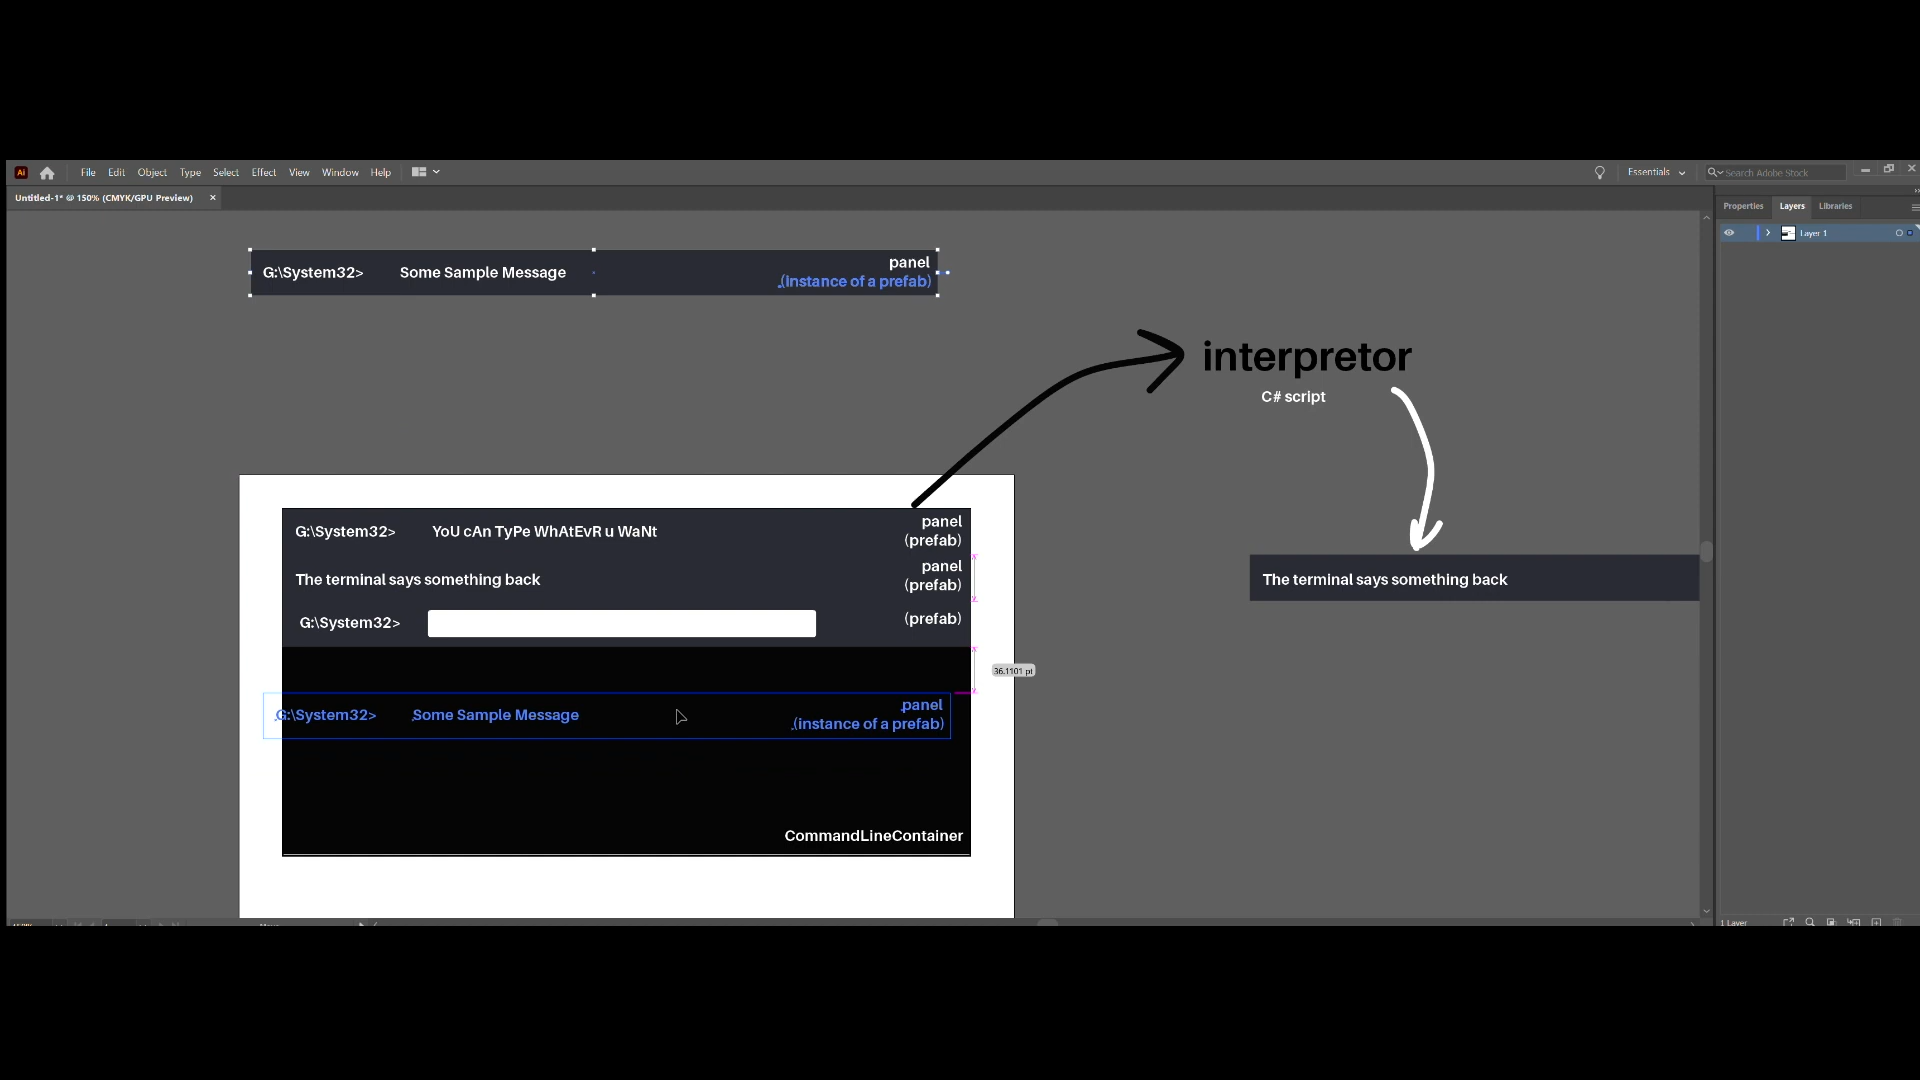 File Edit Object Type Select Effect View Window Help
Essentials
Search Adobe Stock
Untitled-1* @ 150% (CMYK/GPU Preview)
Properties Layers Libraries
Layer 1
G:\System32> Some Sample Message
panel
(instance of a prefab)
interpretor
C# script
G:\System32> YoU cAn TyPe WhAtEvR u WaNt
panel
(prefab)
The terminal says something back
panel
(prefab)
G:\System32>
(prefab)
The terminal says something back
36.1101 pt
G:\System32> Some Sample Message
panel
(instance of a prefab)
CommandLineContainer
1 Layer